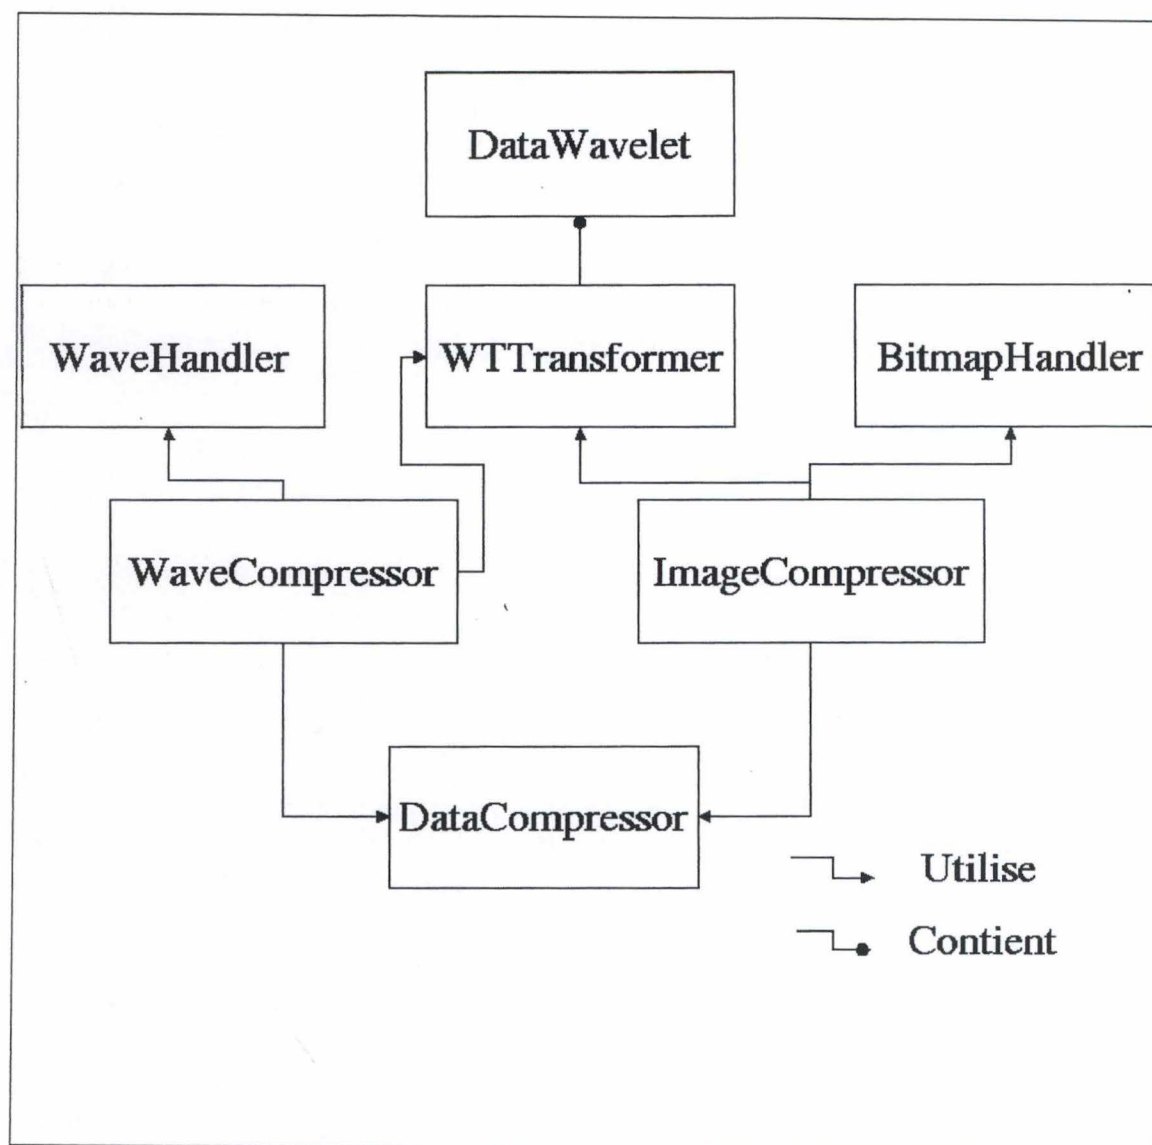 DataWavelet
WaveHandler
WTTransformer
BitmapHandler
WaveCompressor
ImageCompressor
DataCompressor
Utilise
Contient